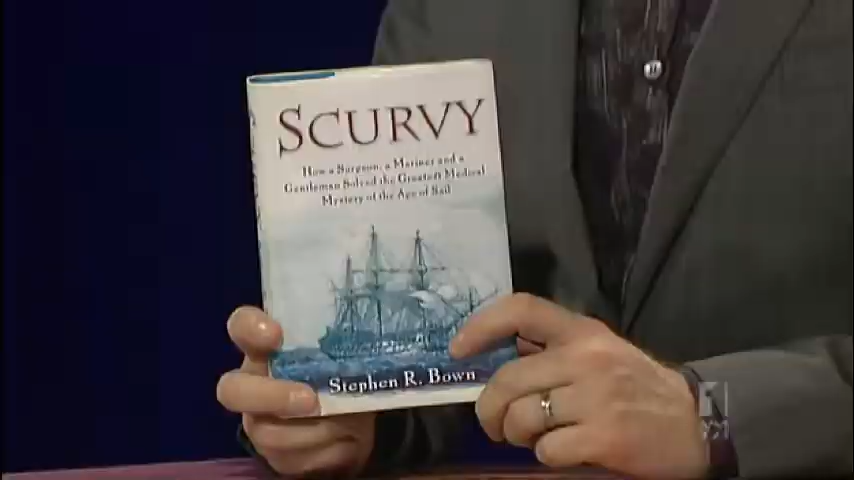 SCURVY
How a Surgeon, a Mariner and a
Gentleman Solved the Greatest Medical
Mystery of the Age of Sail
Stephen R. Bown